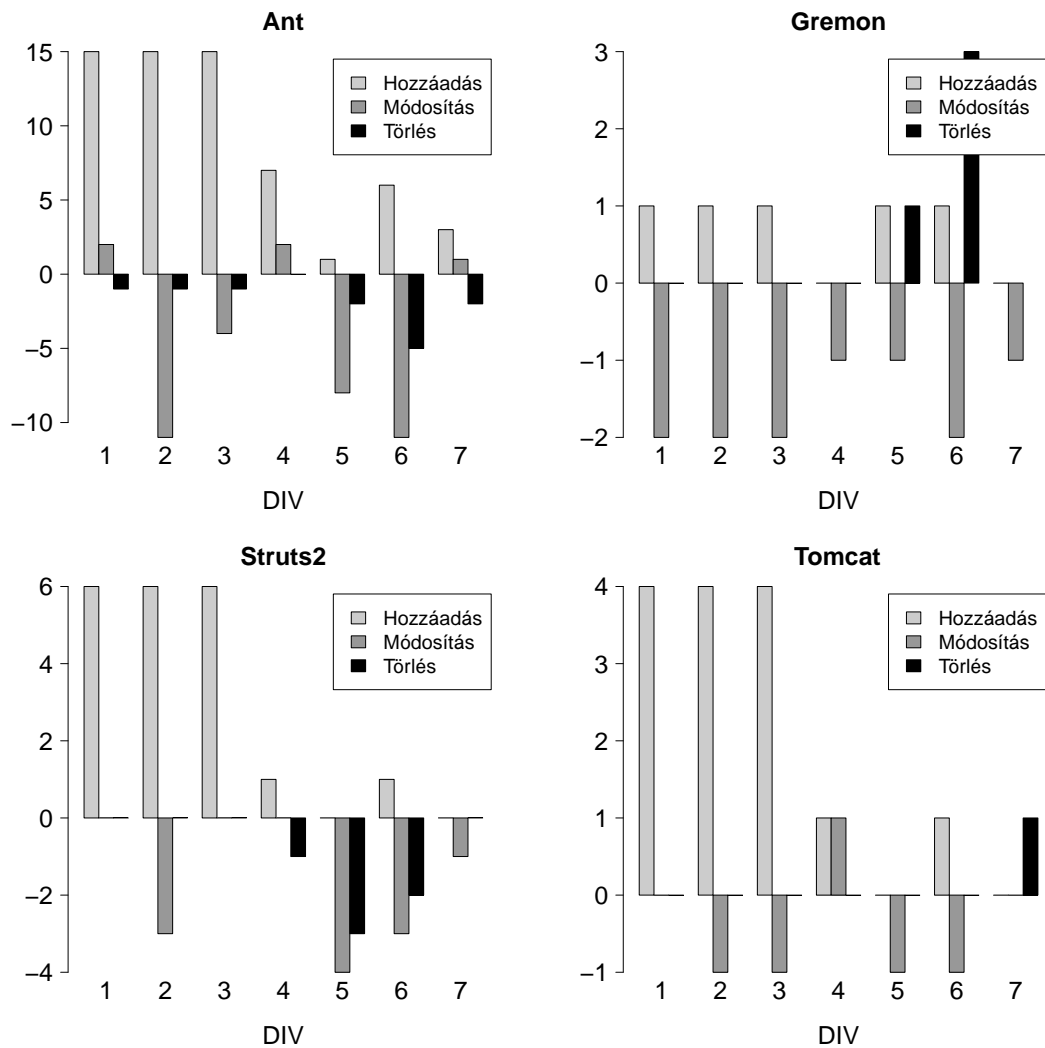 Ant
15
10
5
0
−5
−10
Hozzáadás
Módosítás
Törlés
1 2 3 4 5 6 7
DIV
Gremon
3
2
1
0
−1
−2
Hozzáadás
Módosítás
Törlés
1 2 3 4 5 6 7
DIV
Struts2
6
4
2
0
−2
−4
Hozzáadás
Módosítás
Törlés
1 2 3 4 5 6 7
DIV
Tomcat
4
3
2
1
0
−1
Hozzáadás
Módosítás
Törlés
1 2 3 4 5 6 7
DIV